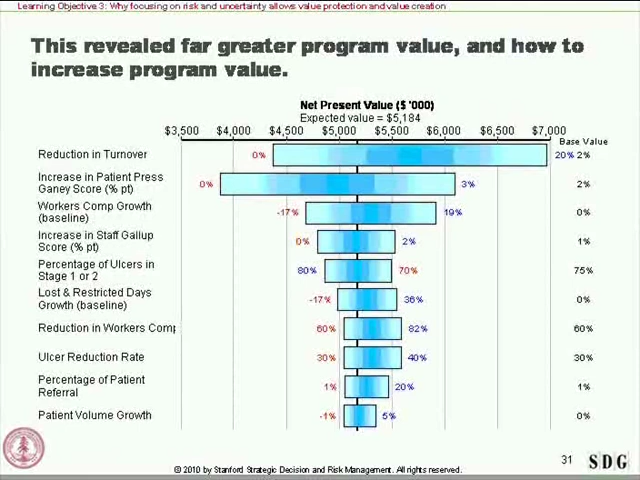 Learning Objective 3: Why focusing on risk and uncertainty allows value protection and value creation
This revealed far greater program value, and how to
increase program value.
Net Present Value ($ '000)
Expected value = $5,184
$3,500 $4,000 $4,500 $5,000 $5,500 $6,000 $6,500 $7,000
Base Value
Reduction in Turnover 0% 20% 2%
Increase in Patient Press
Ganey Score (% pt) 0% 3% 2%
Workers Comp Growth
(baseline) -17% 19% 0%
Increase in Staff Gallup
Score (% pt) 0% 2% 1%
Percentage of Ulcers in
Stage 1 or 2 80% 70% 75%
Lost & Restricted Days
Growth (baseline) -17% 36% 0%
Reduction in Workers Comp 60% 82% 60%
Ulcer Reduction Rate 30% 40% 30%
Percentage of Patient
Referral 1% 20% 1%
Patient Volume Growth -1% 5% 0%
31 SDG
© 2010 by Stanford Strategic Decision and Risk Management. All rights reserved.